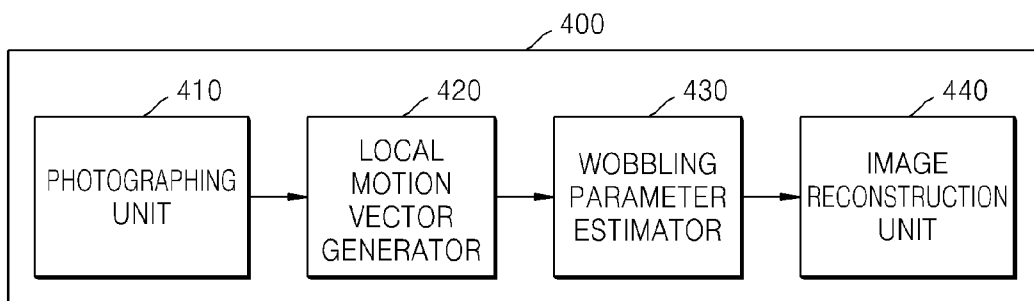 400
410
420
430
440
PHOTOGRAPHING
UNIT
LOCAL
MOTION
VECTOR
GENERATOR
WOBBLING
PARAMETER
ESTIMATOR
IMAGE
RECONSTRUCTION
UNIT